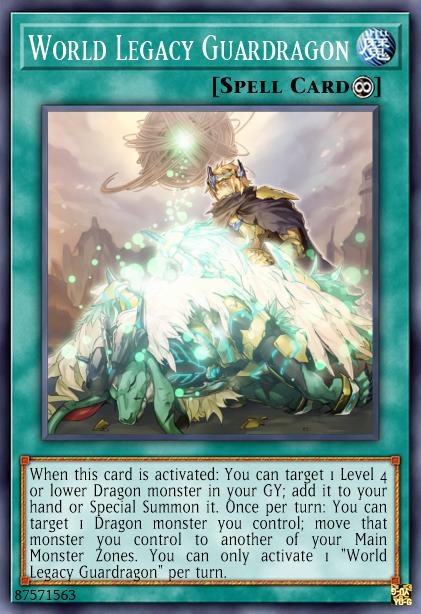 World Legacy Guardragon
魔
[Spell Card]
When this card is activated: You can target 1 Level 4
or lower Dragon monster in your GY; add it to your
hand or Special Summon it. Once per turn: You can
target 1 Dragon monster you control; move that
monster you control to another of your Main
Monster Zones. You can only activate 1 "World
Legacy Guardragon" per turn.
87571563